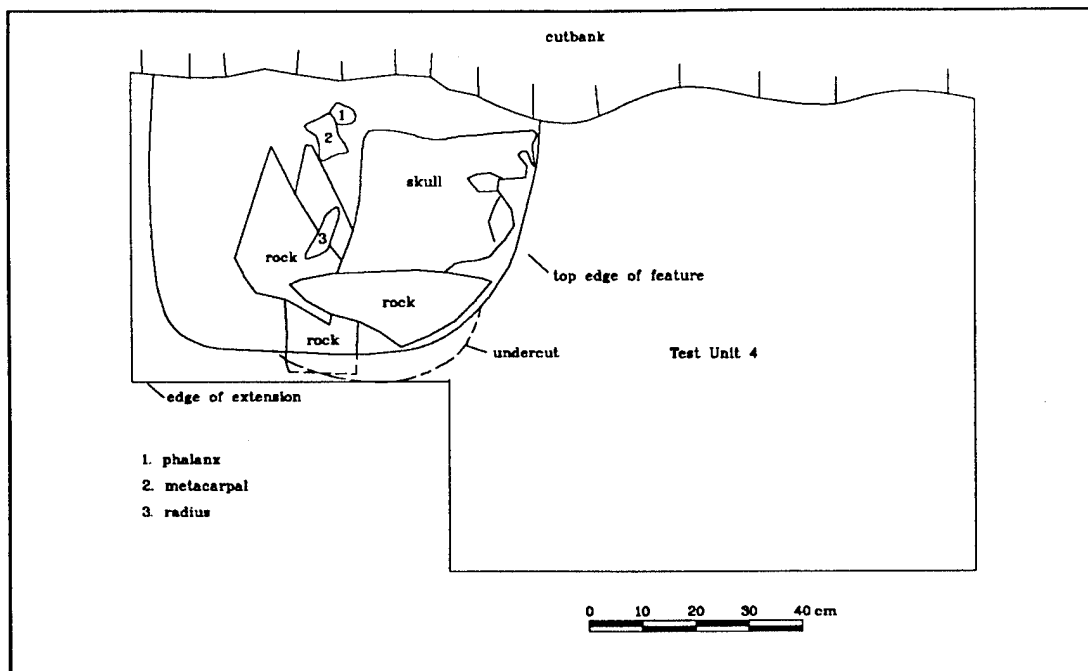 cutbank
1
2
skull
3
rock
top edge of feature
rock
rock
undercut
Test Unit 4
edge of extension
1. phalanx
2. metacarpal
3. radius
0 10 20 30 40 cm